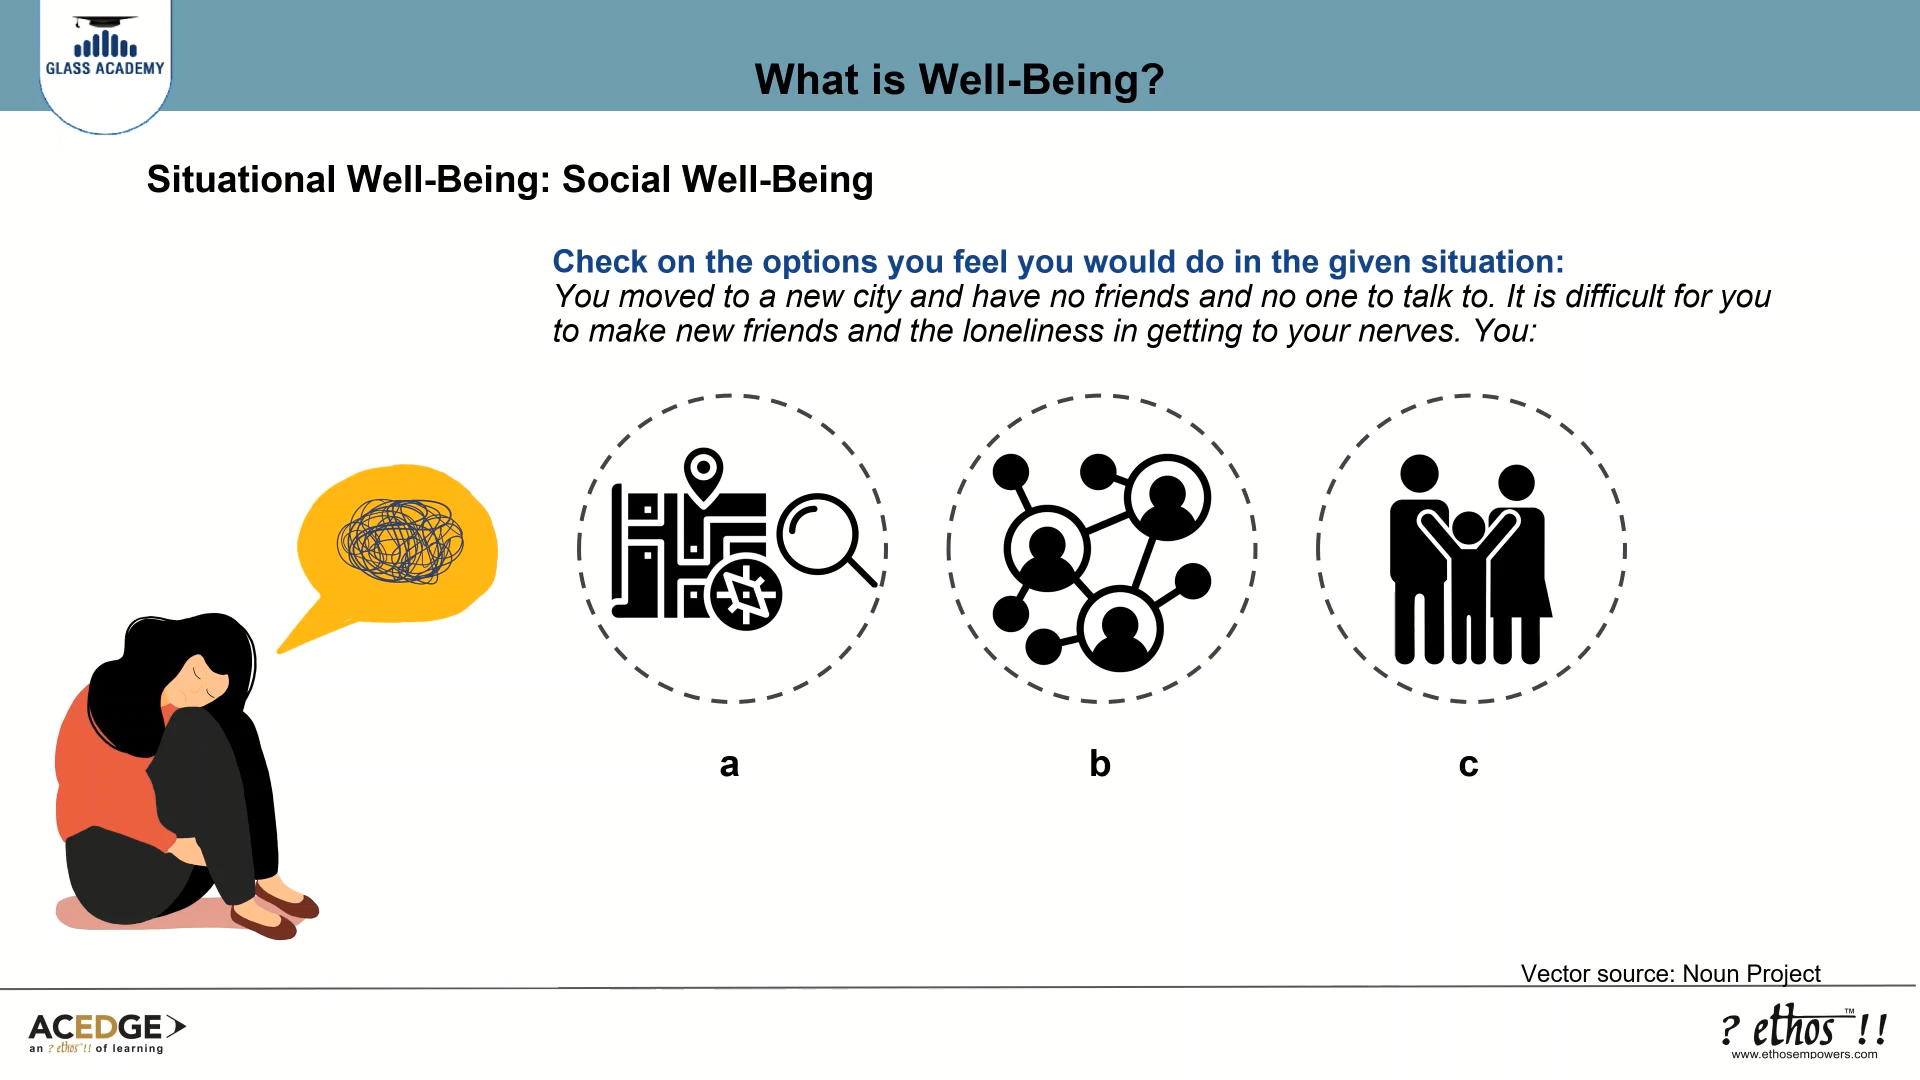 GLASS ACADEMY
What is Well-Being?
Situational Well-Being: Social Well-Being
Check on the options you feel you would do in the given situation:
You moved to a new city and have no friends and no one to talk to. It is difficult for you
to make new friends and the loneliness in getting to your nerves. You:
a
b
c
Vector source: Noun Project
ACEDGE
an ? ethos™!! of learning
? ethos™!!
www.ethosempowers.com